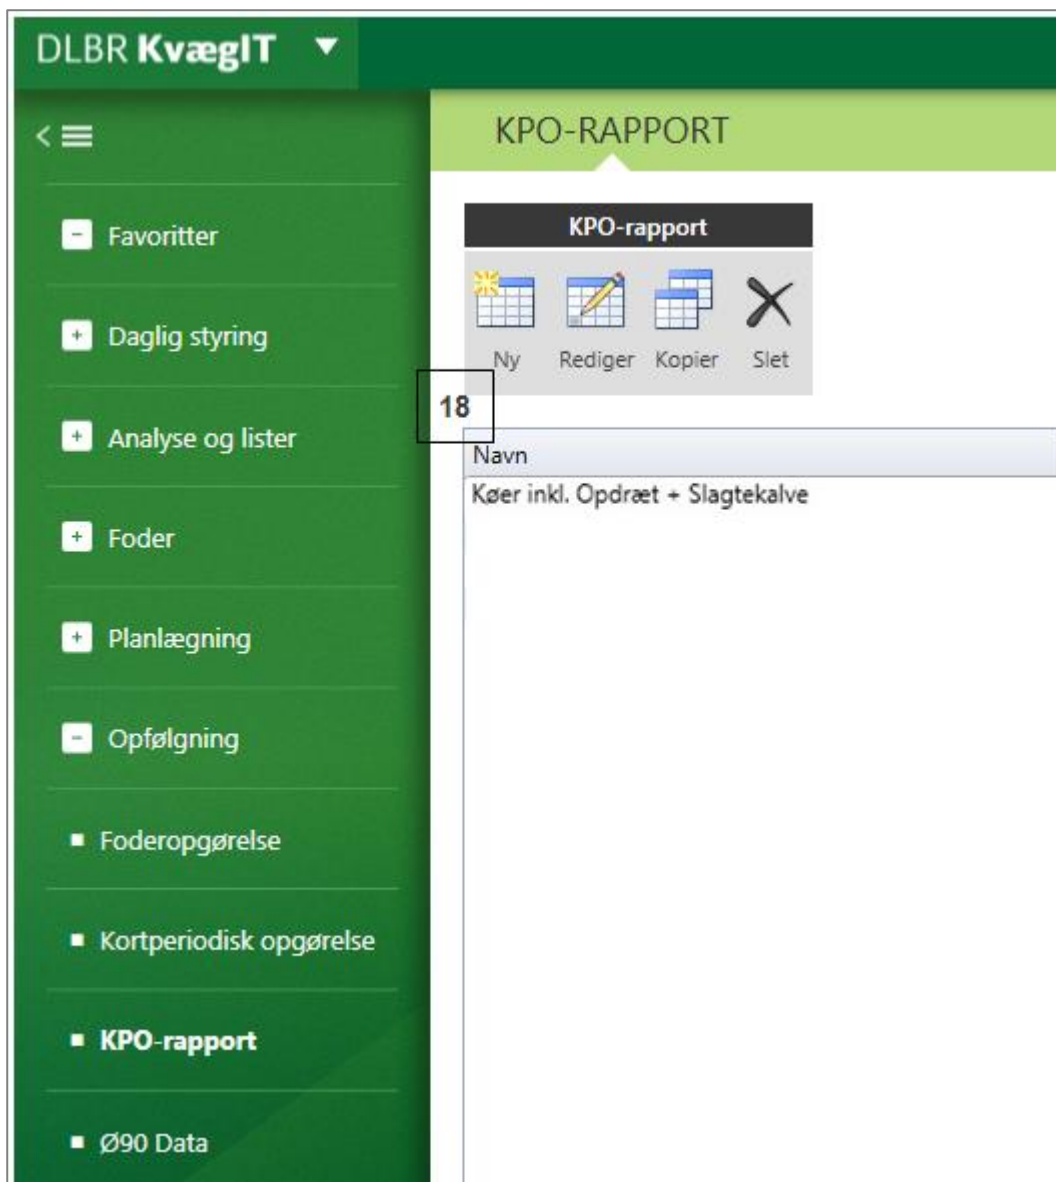 DLBR KvægIT
KPO-RAPPORT
Favoritter
Daglig styring
Analyse og lister
Foder
Planlægning
Opfølgning
Foderopgørelse
Kortperiodisk opgørelse
KPO-rapport
Ø90 Data
KPO-rapport
Ny Rediger Kopier Slet
18
Navn
Køer inkl. Opdræt + Slagtekalve